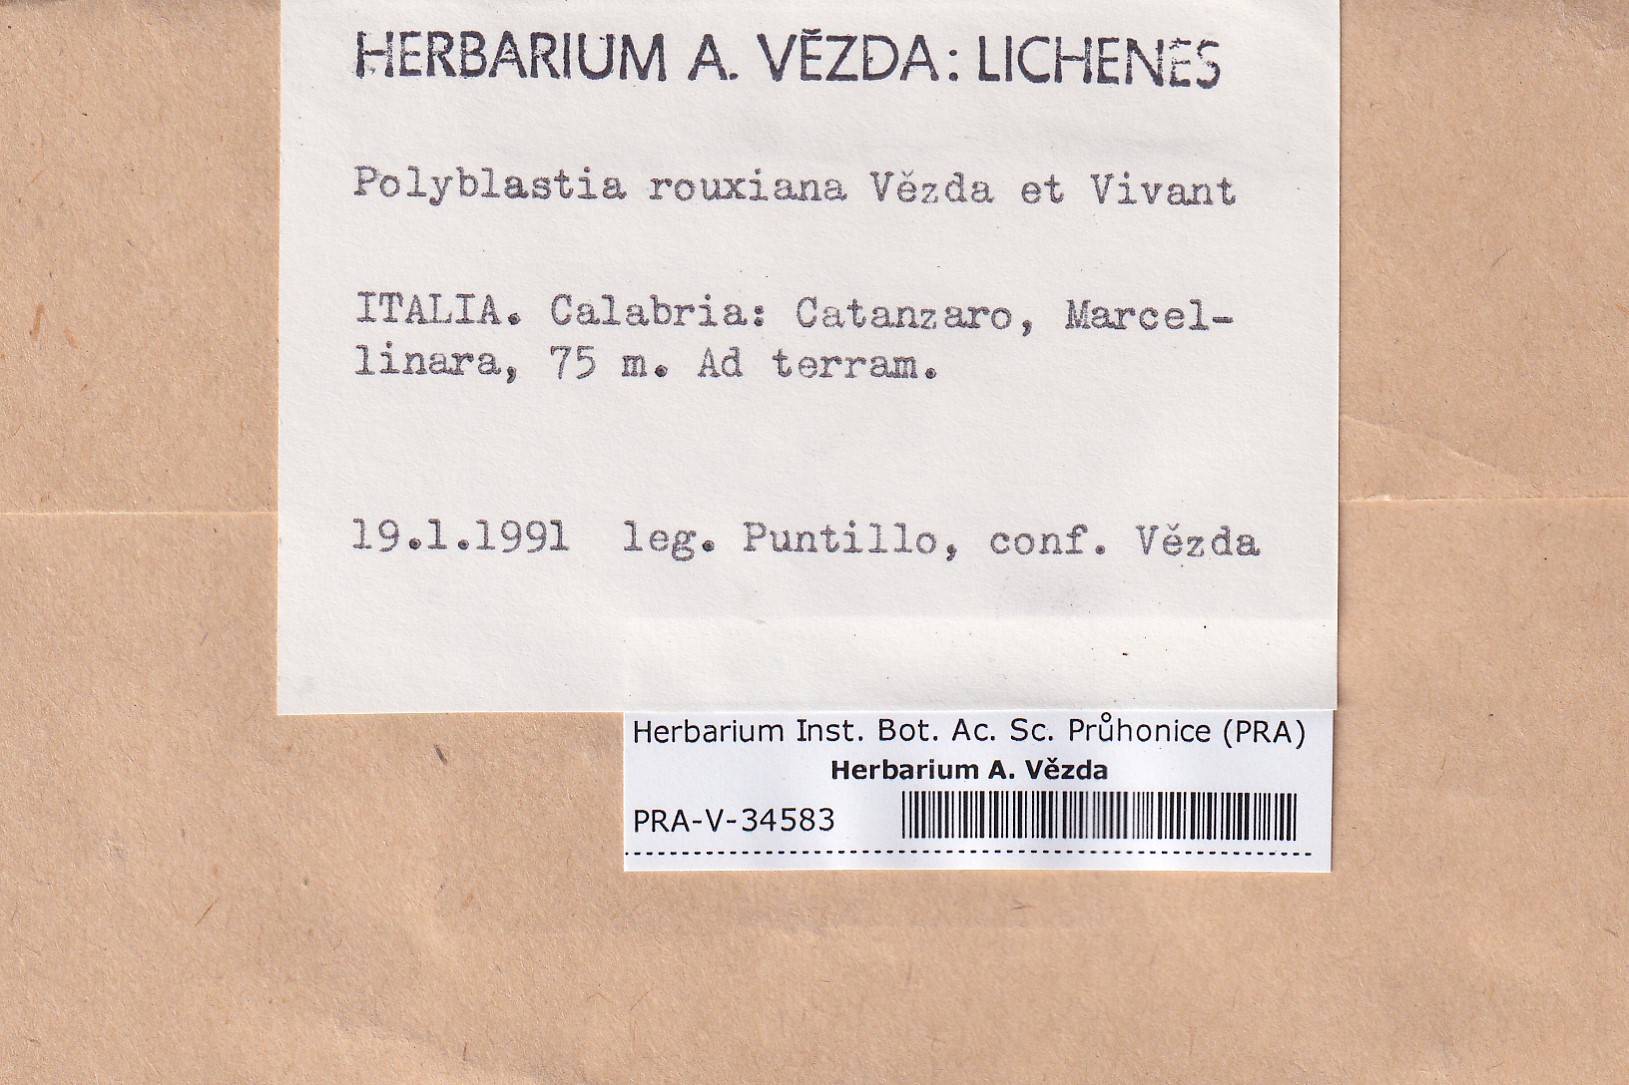 HERBARIUM A. VĚZDA: LICHENES
Polyblastia rouxiana Vězda et Vivant
ITALIA. Calabria: Catanzaro, Marcel-
linara, 75 m. Ad terram.
19.1.1991 leg. Puntillo, conf. Vězda
Herbarium Inst. Bot. Ac. Sc. Průhonice (PRA)
Herbarium A. Vězda
PRA-V-34583